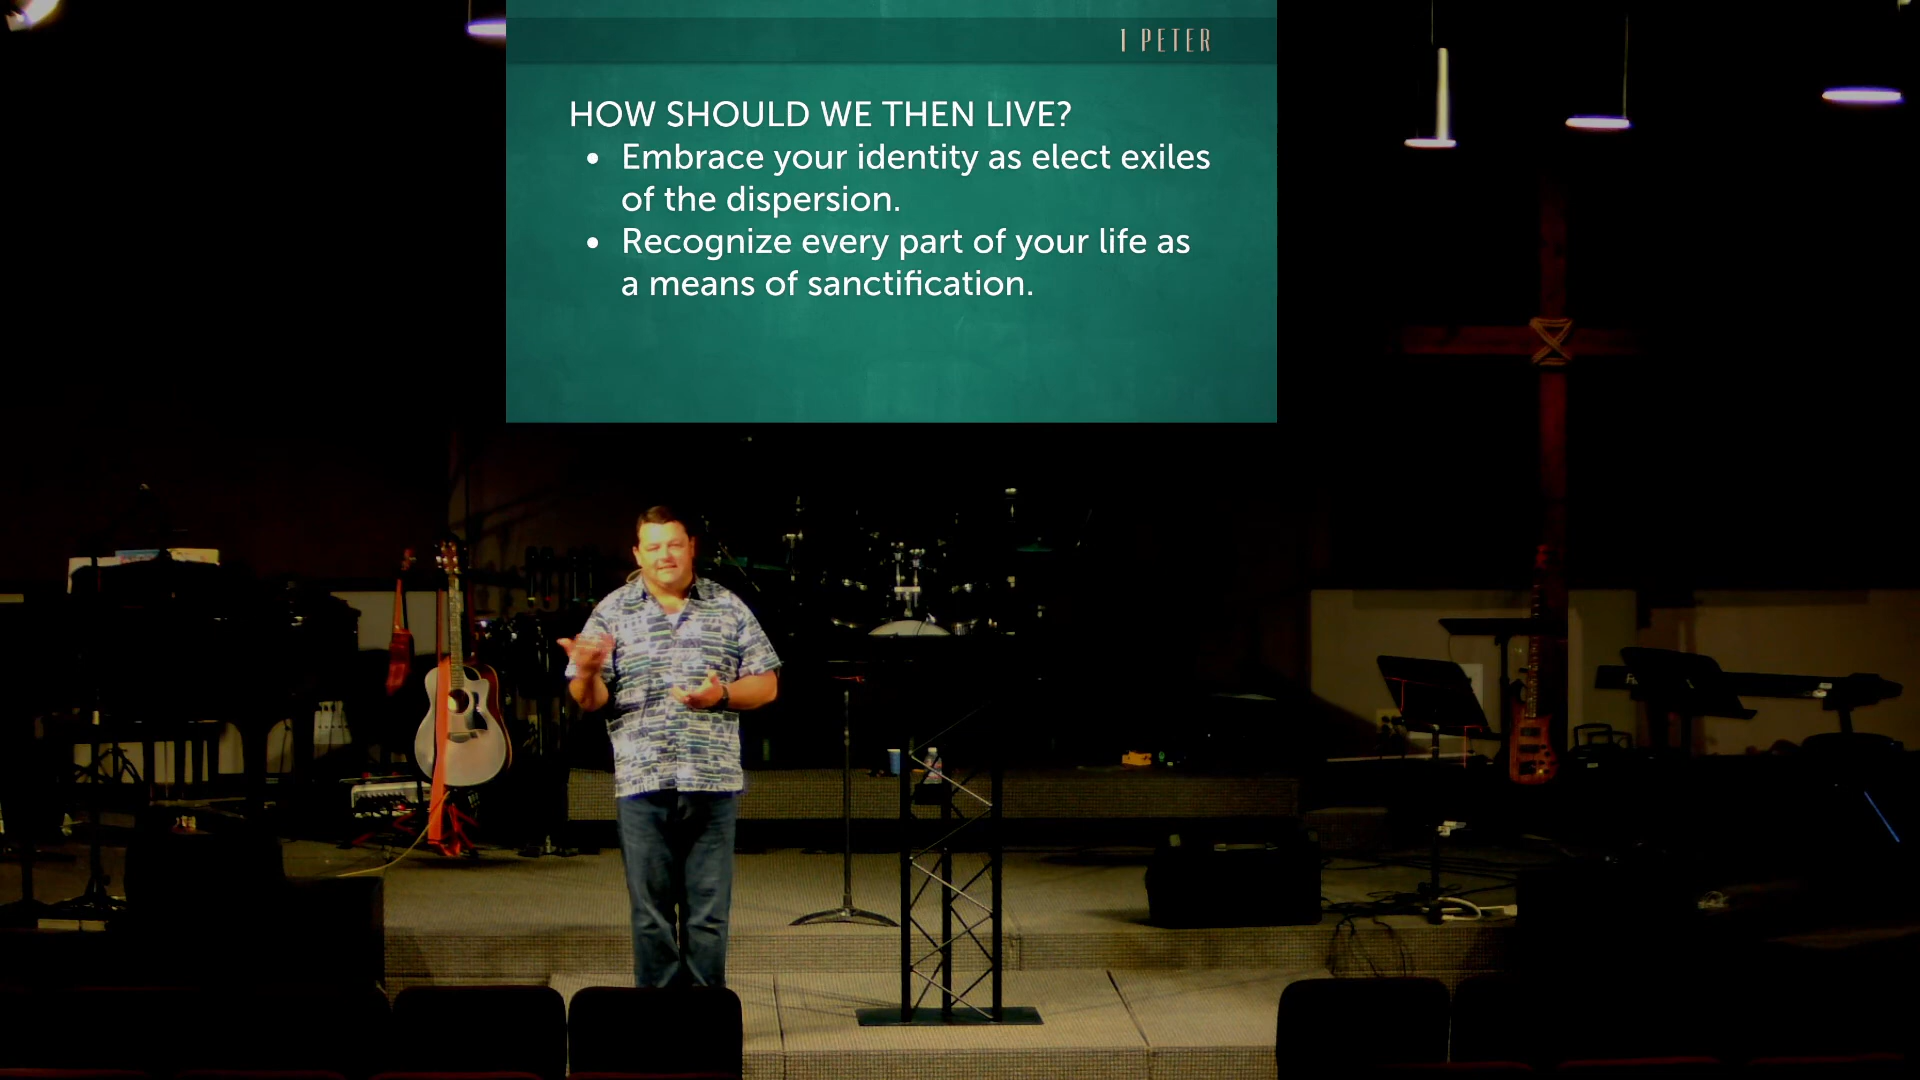 1 PETER
HOW SHOULD WE THEN LIVE?
• Embrace your identity as elect exiles
of the dispersion.
• Recognize every part of your life as
a means of sanctification.